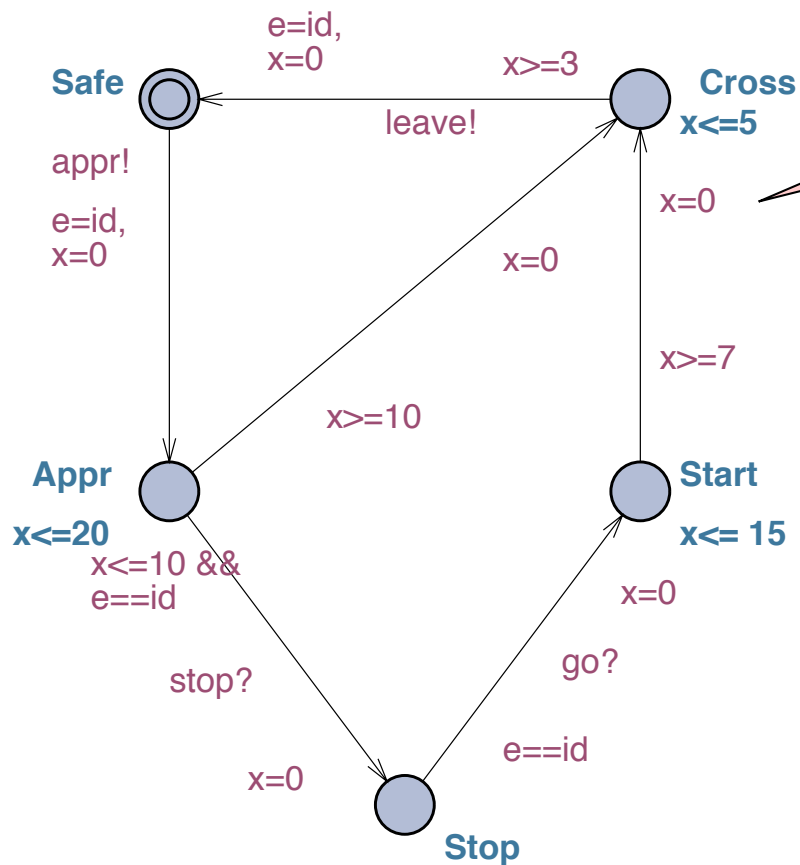 e=id,
x=0
x>=3
Safe
Cross
x<=5
leave!
appr!
e=id,
x=0
x=0
x=0
x>=7
x>=10
Appr
x<=20
Start
x<= 15
x<=10 &&
e==id
x=0
stop?
go?
e==id
x=0
Stop